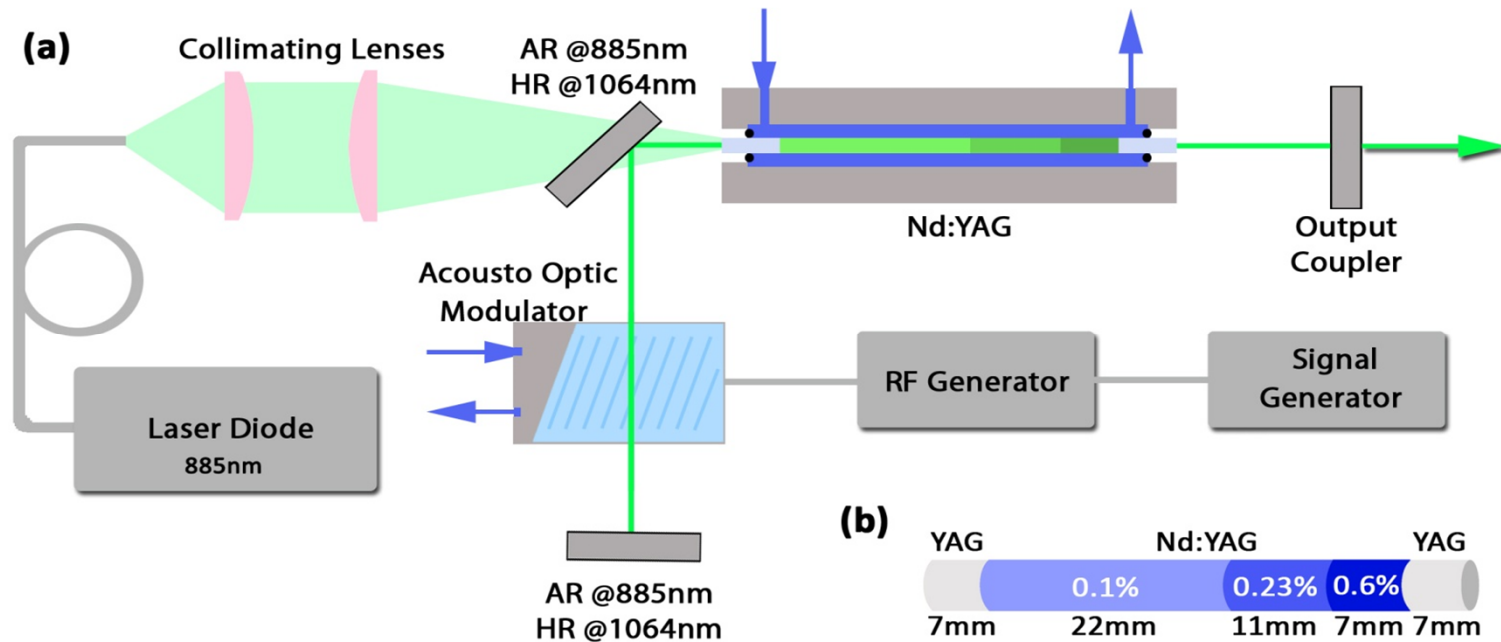 (a)
Collimating Lenses
AR @885nm
HR @1064nm
Nd:YAG
Output
Coupler
Acousto Optic
Modulator
RF Generator
Signal
Generator
Laser Diode
885nm
AR @885nm
HR @1064nm
(b)
YAG
Nd:YAG
YAG
0.1%
0.23%
0.6%
7mm
22mm
11mm
7mm
7mm